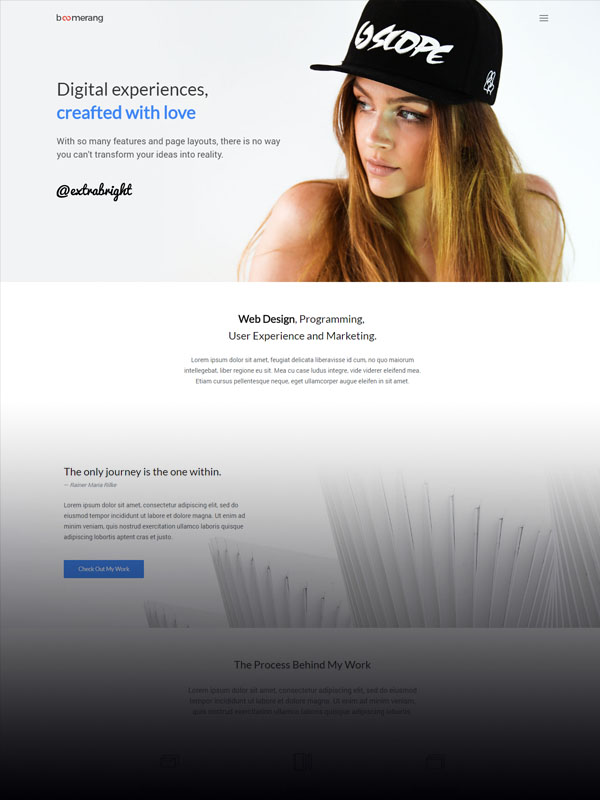 boomerang
SCOPE
Digital experiences,
creafted with love
With so many features and page layouts, there is no way
you can't transform your ideas into reality.
@extrabright
Web Design, Programming,
User Experience and Marketing.
Lorem ipsum dolor sit amet, feugiat delicata liberavisse id cum, no quo maiorum
intellegebat, liber regione eu sit. Mea cu case ludus integre, vide viderer eleifend mea.
Etiam cursus pellentesque neque, eget ullamcorper augue eleifen in sit amet.
The only journey is the one within.
— Rainer Maria Rilke
Lorem ipsum dolor sit amet, consectetur adipiscing elit, sed do
eiusmod tempor incididunt ut labore et dolore magna. Ut enim ad
minim veniam, quis nostrud exercitation ullamco laboris quisque
adipiscing lobortis aptent cras et justo.
Check Out My Work
The Process Behind My Work
Lorem ipsum dolor sit amet, consectetur adipiscing elit, sed do eiusmod
tempor incididunt ut labore et dolore magna. Ut enim ad minim veniam,
quis nostrud exercitation ullamco laboris